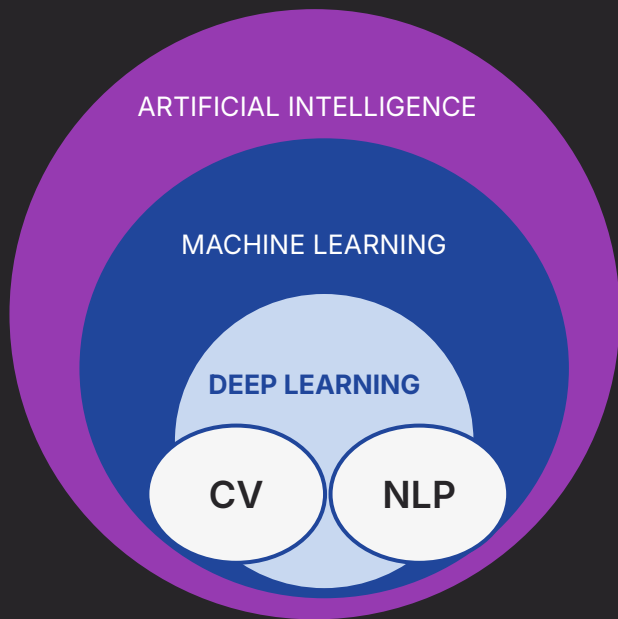 ARTIFICIAL INTELLIGENCE
MACHINE LEARNING
DEEP LEARNING
CV
NLP